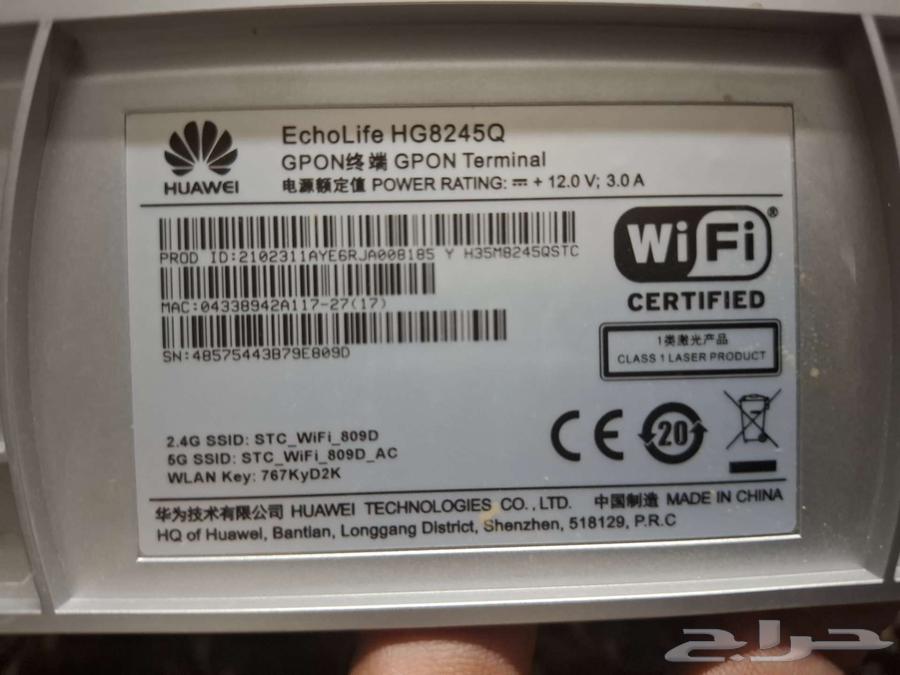 HUAWEI
EchoLife HG8245Q
GPON终端 GPON Terminal
电源额定值 POWER RATING: ⎓ + 12.0 V; 3.0 A
PROD ID:2102311AYE6RJA008185 Y H35M8245QSTC
MAC:04338942A117-27(17)
SN:48575443B79E809D
Wi Fi ®
CERTIFIED
1类激光产品
CLASS 1 LASER PRODUCT
2.4G SSID: STC_WiFi_809D
5G SSID: STC_WiFi_809D_AC
WLAN Key: 767KyD2K
CE
20
华为技术有限公司 HUAWEI TECHNOLOGIES CO., LTD. 中国制造 MADE IN CHINA
HQ of Huawei, Bantian, Longgang District, Shenzhen, 518129, P.R.C
حراج